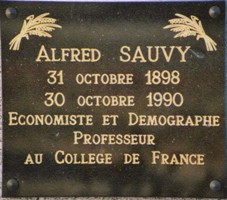 ALFRED SAUVY
31 OCTOBRE 1898
30 OCTOBRE 1990
ECONOMISTE ET DEMOGRAPHE
PROFESSEUR
AU COLLEGE DE FRANCE